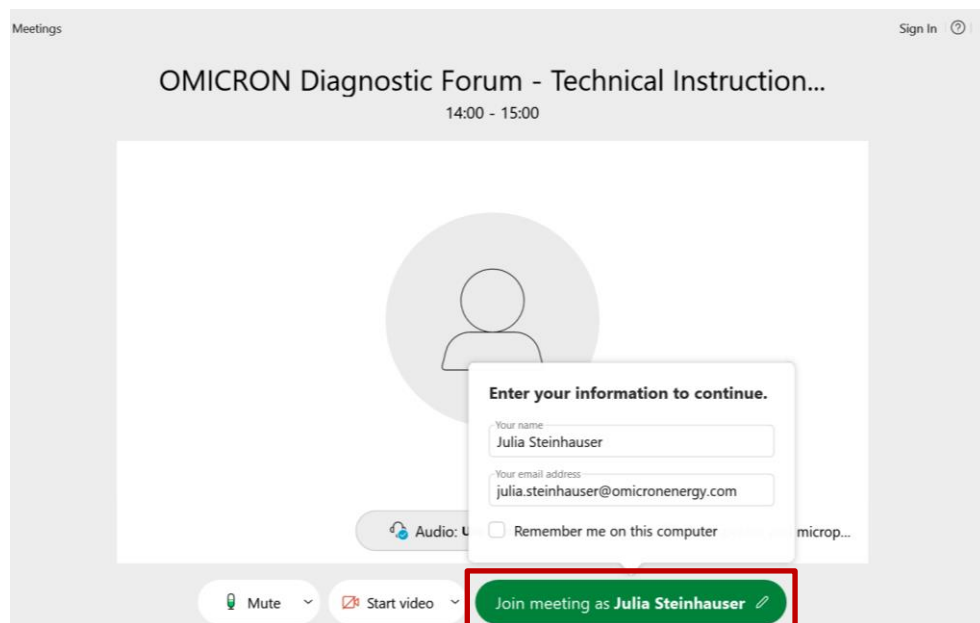 Meetings
Sign In
OMICRON Diagnostic Forum - Technical Instruction...
14:00 - 15:00
Enter your information to continue.
Your name
Julia Steinhauser
Your email address
julia.steinhauser@omicronenergy.com
Remember me on this computer
Audio: microp...
Mute
Start video
Join meeting as Julia Steinhauser